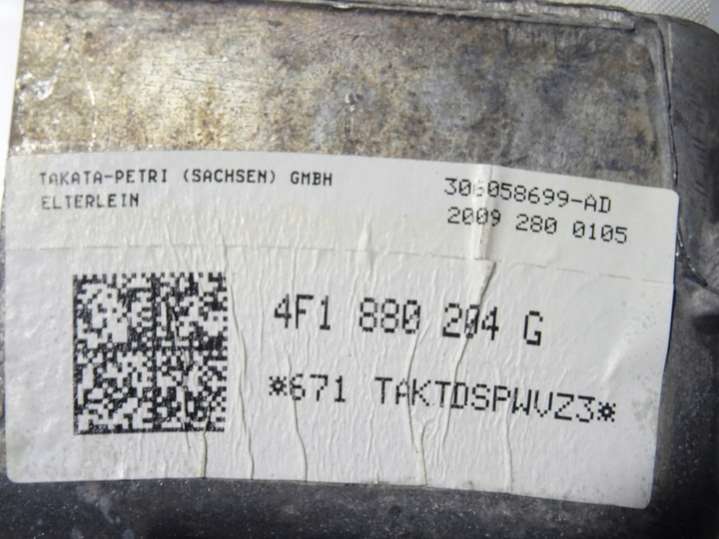 TAKATA-PETRI (SACHSEN) GMBH
ELTERLEIN
306058699-AD
2009 280 0105
4F1 880 204 G
*671 TAKTDSPWVZ3*